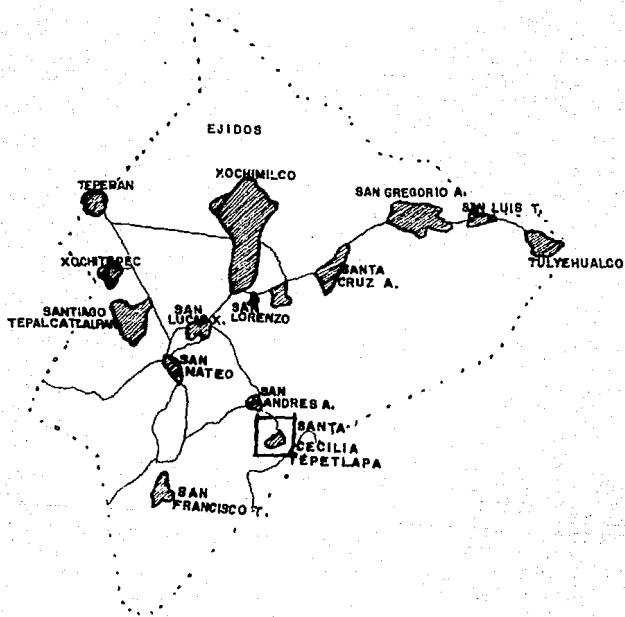 EJIDOS
TEPEPAN
XOCHIMILCO
SAN GREGORIO A.
SAN LUIS T.
TULYEHUALCO
XOCHITEPEC
SANTA
CRUZ A.
SANTIAGO
TEPALCATLALPAN
SAN
LUCAS X.
SAN
LORENZO
SAN
MATEO
SAN
ANDRES A.
SANTA
CECILIA
TEPETLAPA
SAN
FRANCISCO T.